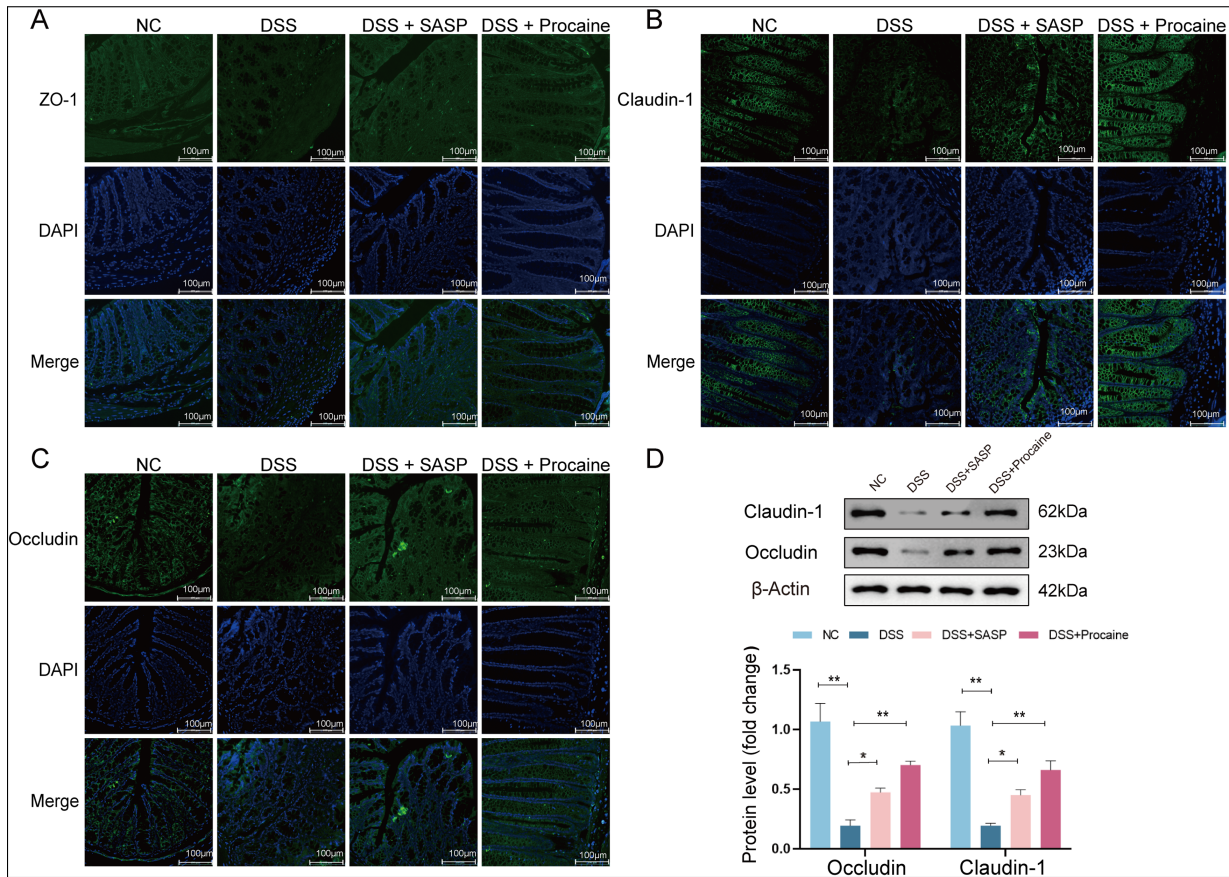 A
NC DSS DSS + SASP DSS + Procaine
ZO-1
100μm 100μm 100μm 100μm
DAPI
100μm 100μm 100μm 100μm
Merge
100μm 100μm 100μm 100μm
B
NC DSS DSS + SASP DSS + Procaine
Claudin-1
100μm 100μm 100μm 100μm
DAPI
100μm 100μm 100μm 100μm
Merge
100μm 100μm 100μm 100μm
C
NC DSS DSS + SASP DSS + Procaine
Occludin
100μm 100μm 100μm 100μm
DAPI
100μm 100μm 100μm 100μm
Merge
100μm 100μm 100μm 100μm
D
NC DSS DSS+SASP DSS+Procaine
Claudin-1 62kDa
Occludin 23kDa
β-Actin 42kDa
NC DSS DSS+SASP DSS+Procaine
Protein level (fold change)
1.5
1.0
0.5
0.0
** ** * ** ** *
Occludin Claudin-1